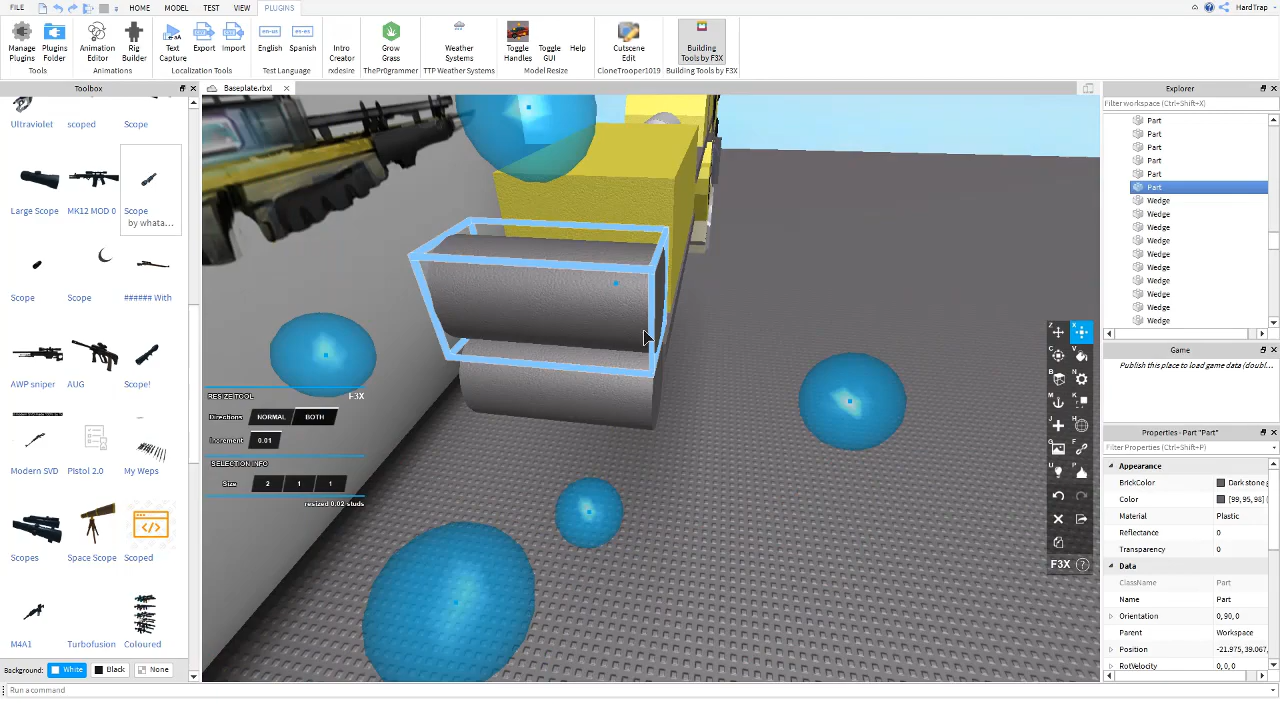 FILE HOME MODEL TEST VIEW PLUGINS HardTrap
Manage Plugins Plugins Folder Animation Editor Rig Builder Text Capture Export Import English Spanish Intro Creator Grow Grass Weather Systems Toggle Handles Toggle GUI Help Cutscene Edit Building Tools by F3X
Tools Animations Localization Tools Test Language rxdesire ThePr0grammer TTP Weather Systems Model Resize CloneTrooper1019 Building Tools by F3X
Toolbox
Baseplate.rbxl
Explorer
Filter workspace (Ctrl+Shift+X)
Ultraviolet scoped Scope
Large Scope MK12 MOD 0 Scope
by whata...
Scope Scope ###### With
AWP sniper AUG Scope!
Modern SVD Pistol 2.0 My Weps
Scopes Space Scope Scoped
M4A1 Turbofusion Coloured
Background: White Black None
Run a command
RESIZE TOOL F3X
Directions NORMAL BOTH
Increment 0.01
SELECTION INFO
Size 2 1 1
resized 0.02 studs
Z X
C V
B N
M K
J H
G F
U P
F3X ?
Part
Part
Part
Part
Part
Part
Wedge
Wedge
Wedge
Wedge
Wedge
Wedge
Wedge
Wedge
Wedge
Wedge
Game
Publish this place to load game data (doubl...
Properties - Part "Part"
Filter Properties (Ctrl+Shift+P)
Appearance
BrickColor Dark stone
Color [99, 95, 98]
Material Plastic
Reflectance 0
Transparency 0
Data
ClassName Part
Name Part
Orientation 0, 90, 0
Parent Workspace
Position -21.975, 39.067,
RotVelocity 0, 0, 0